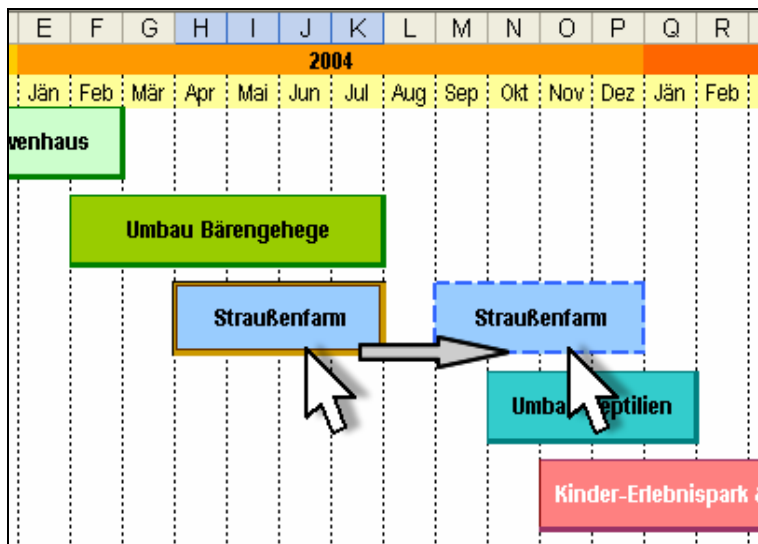 E F G H I J K L M N O P Q R
2004
Jän Feb Mär Apr Mai Jun Jul Aug Sep Okt Nov Dez Jän Feb
wenhaus
Umbau Bärengehege
Straußenfarm Straußenfarm
Umbau Reptilien
Kinder-Erlebnispark &